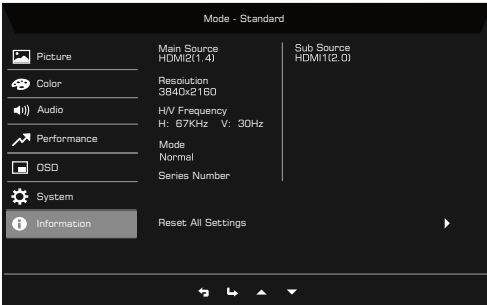 Mode - Standard
Picture
Color
Audio
Performance
OSD
System
Information
Main Source
HDMI2(1.4)
Resoiution
3840x2160
H/V Frequency
H: 67KHz V: 30Hz
Mode
Normal
Series Number
Sub Source
HDMI1(2.0)
Reset All Settings